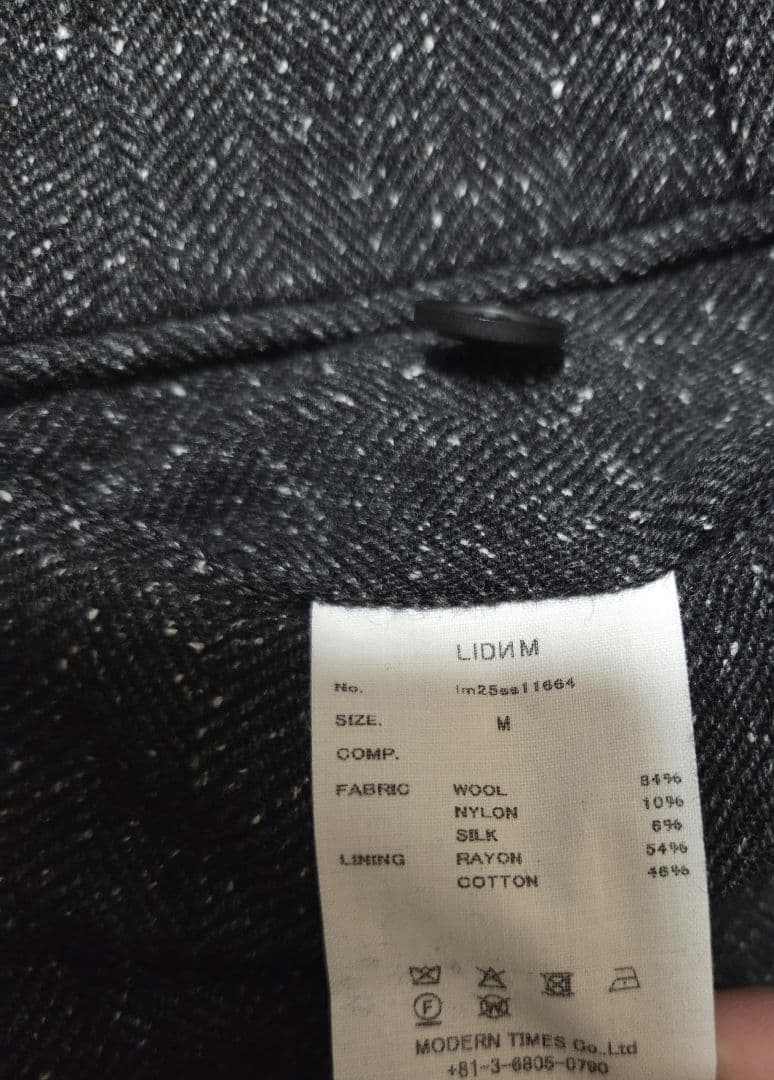 LIDИM
No. lm25ss11664
SIZE. M
COMP.
FABRIC WOOL 84%
NYLON 10%
SILK 6%
LINING RAYON 54%
COTTON 46%
F W
MODERN TIMES Co.,Ltd
+81-3-6805-0790